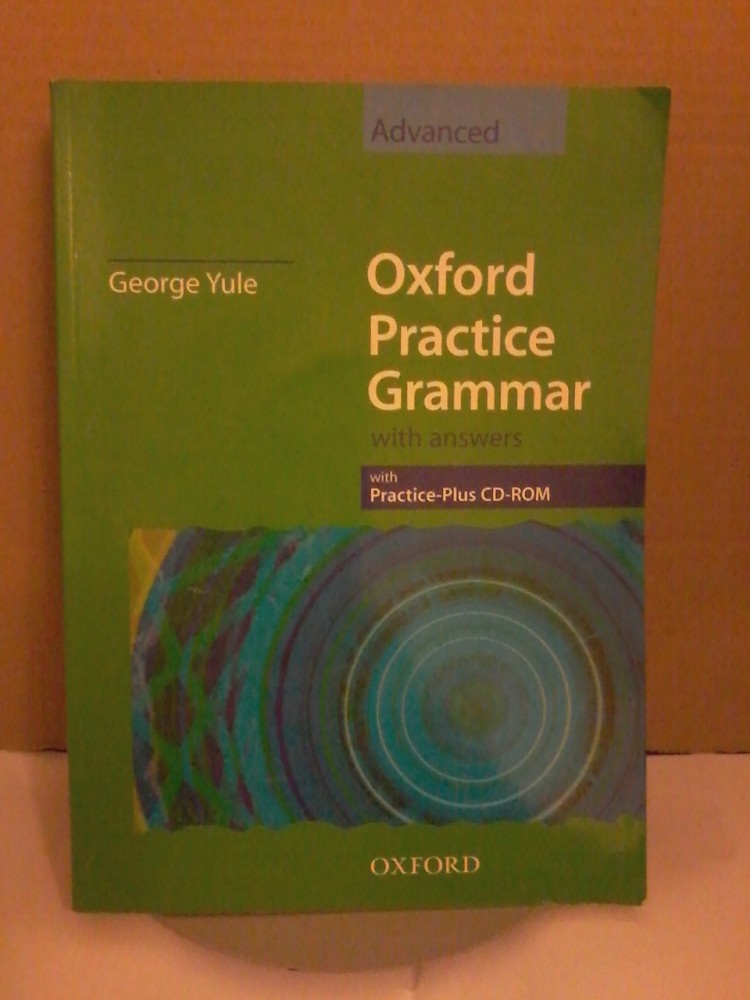 Advanced
George Yule
Oxford
Practice
Grammar
with answers
with
Practice-Plus CD-ROM
OXFORD